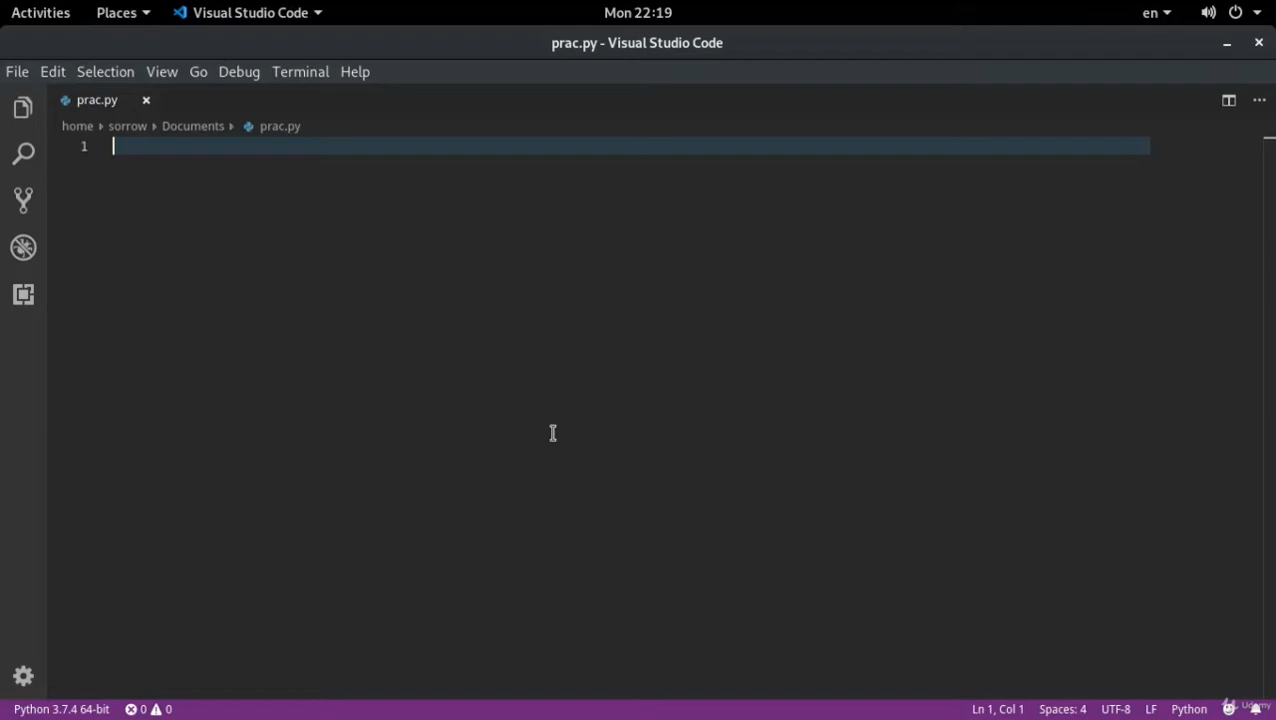 Activities Places Visual Studio Code Mon 22:19 en
prac.py - Visual Studio Code
File Edit Selection View Go Debug Terminal Help
prac.py
home sorrow Documents prac.py
1
Python 3.7.4 64-bit 0 0 Ln 1, Col 1 Spaces: 4 UTF-8 LF Python Udemy